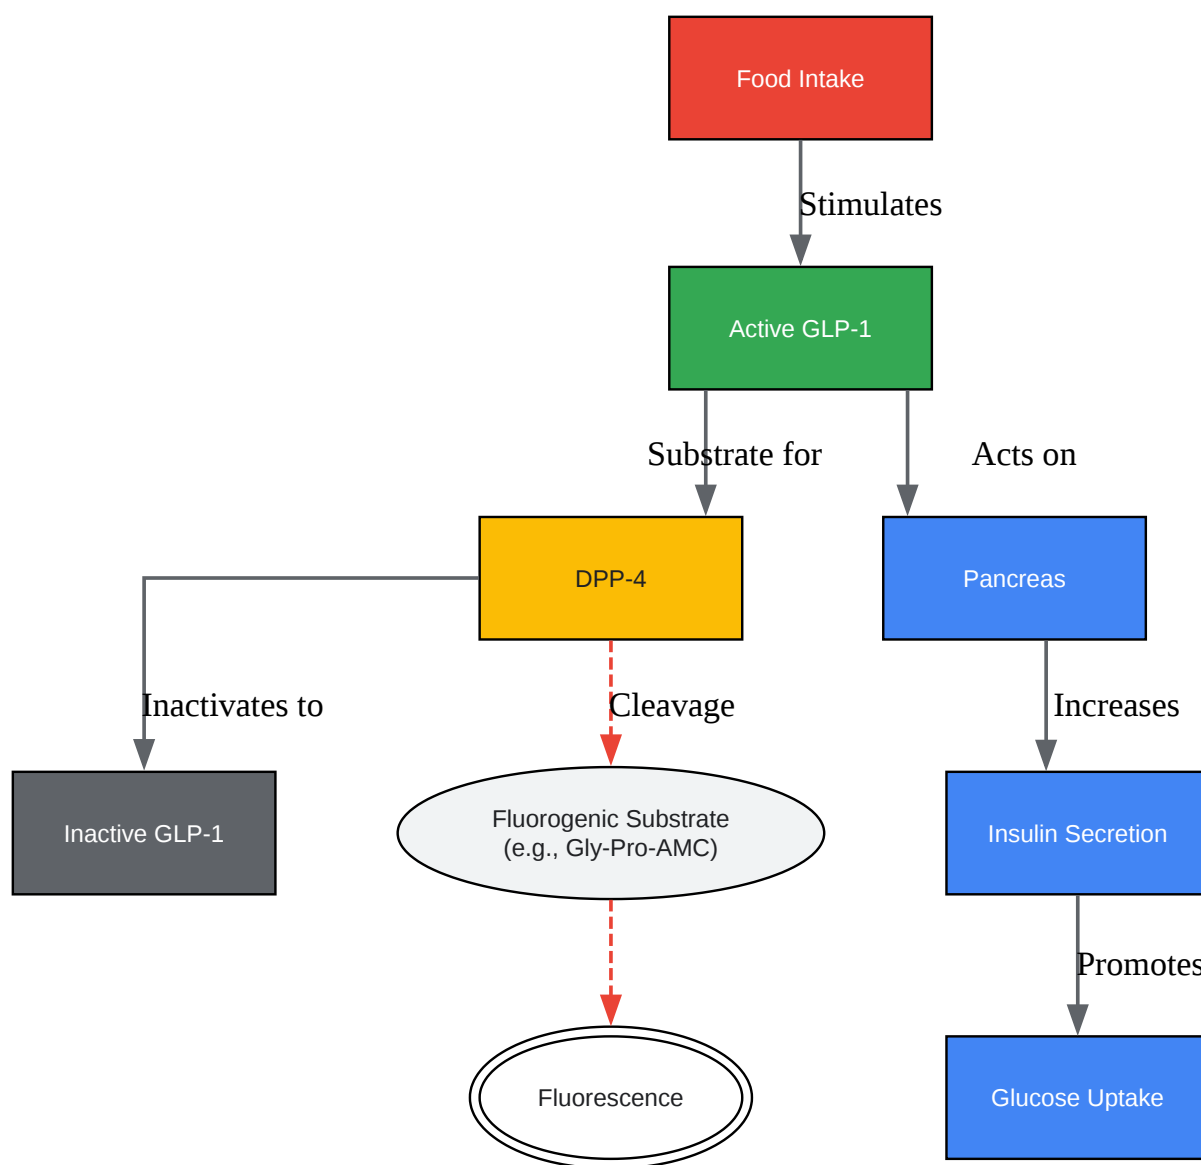 Food Intake
Stimulates
Active GLP-1
Substrate for
Acts on
DPP-4
Pancreas
Inactivates to
Cleavage
Increases
Inactive GLP-1
Fluorogenic Substrate
(e.g., Gly-Pro-AMC)
Insulin Secretion
Promotes
Fluorescence
Glucose Uptake